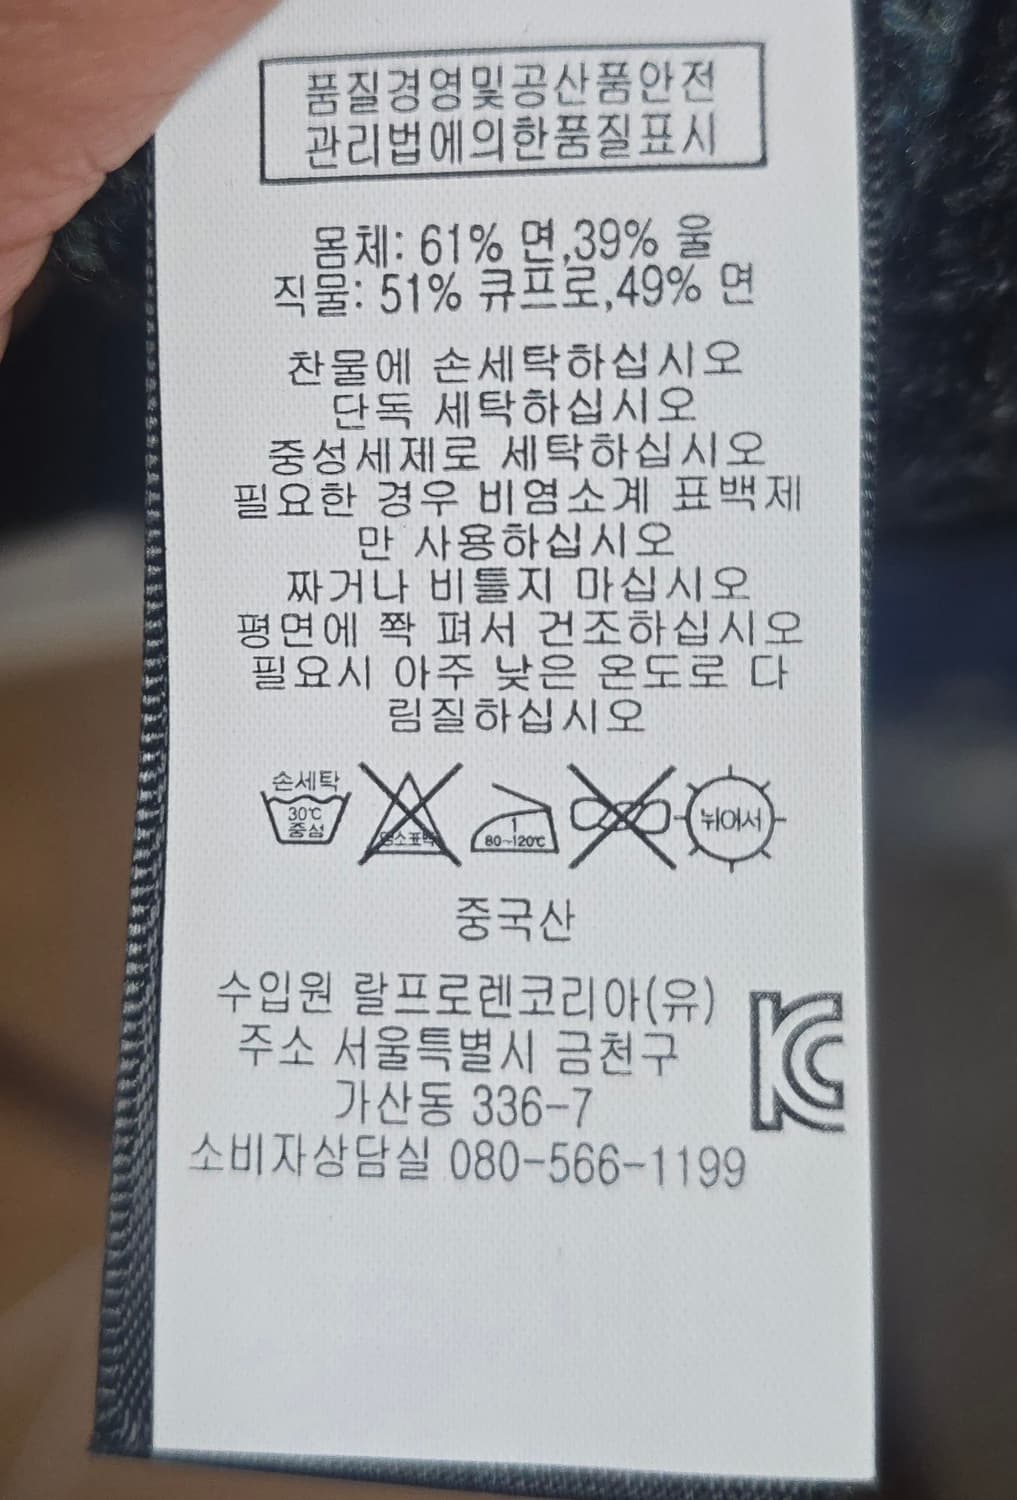 품질경영및공산품안전
관리법에의한품질표시
몸체: 61% 면,39% 울
직물: 51% 큐프로,49% 면
찬물에 손세탁하십시오
단독 세탁하십시오
중성세제로 세탁하십시오
필요한 경우 비염소계 표백제
만 사용하십시오
짜거나 비틀지 마십시오
평면에 쫙 펴서 건조하십시오
필요시 아주 낮은 온도로 다
림질하십시오
손세탁
30℃
중성
염소표백
1
80~120℃
뉘어서
중국산
수입원 랄프로렌코리아(유)
주소 서울특별시 금천구
가산동 336-7
소비자상담실 080-566-1199
KC